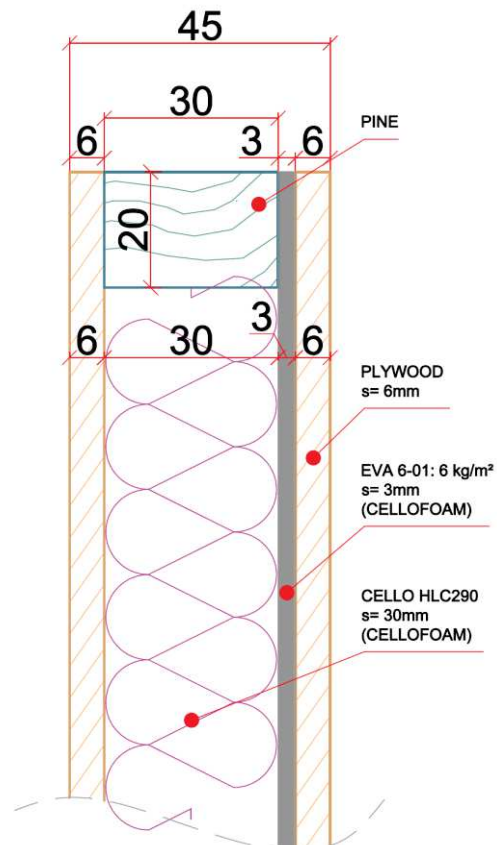 45
30
6
3
6
PINE
20
3
6
30
6
PLYWOOD
s= 6mm
EVA 6-01: 6 kg/m²
s= 3mm
(CELLOFOAM)
CELLO HLC290
s= 30mm
(CELLOFOAM)